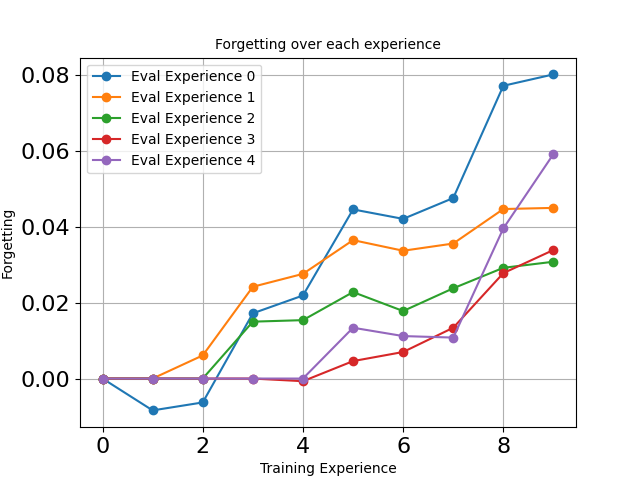 Forgetting over each experience
Eval Experience 0
Eval Experience 1
Eval Experience 2
Eval Experience 3
Eval Experience 4
0.08
0.06
0.04
0.02
0.00
Forgetting
0 2 4 6 8
Training Experience